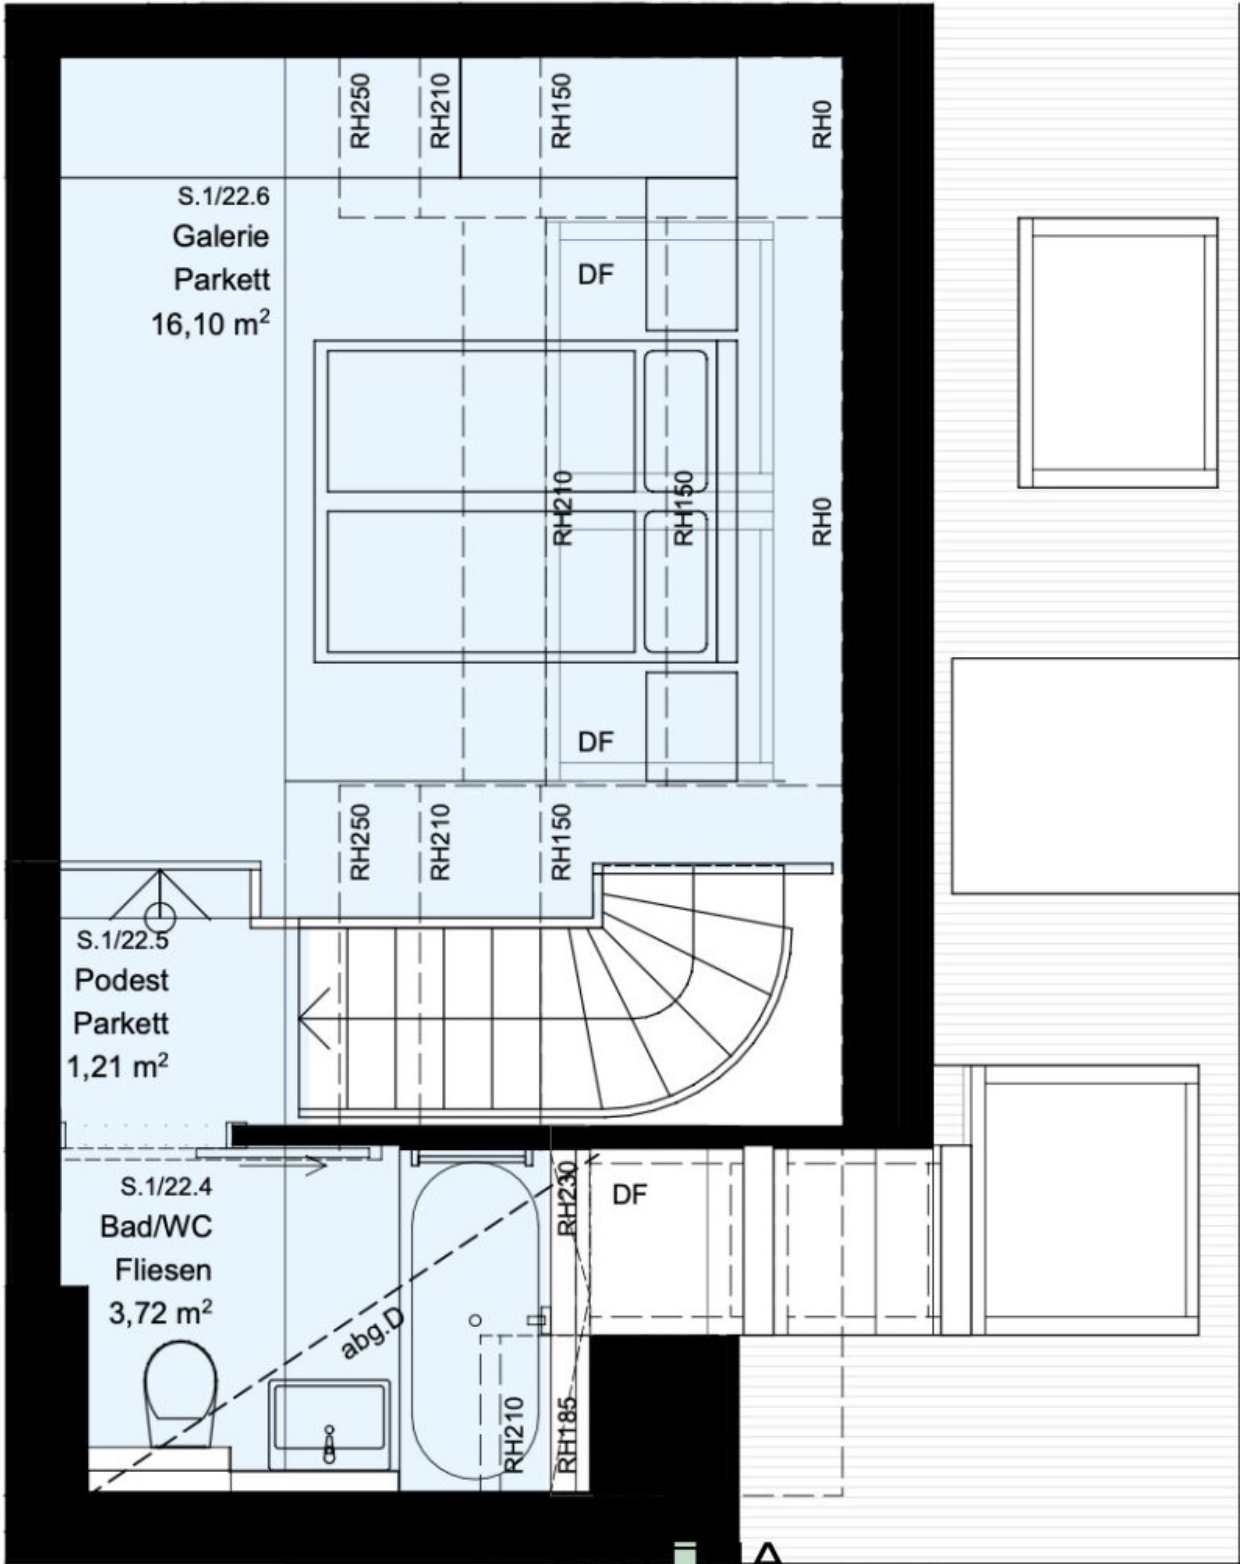 RH250
RH210
RH150
RH0
S.1/22.6
Galerie
Parkett
16,10 m²
DF
RH210
RH150
RH0
DF
RH250
RH210
RH150
S.1/22.5
Podest
Parkett
1,21 m²
S.1/22.4
Bad/WC
Fliesen
3,72 m²
RH230
DF
abg.D
RH210
RH185